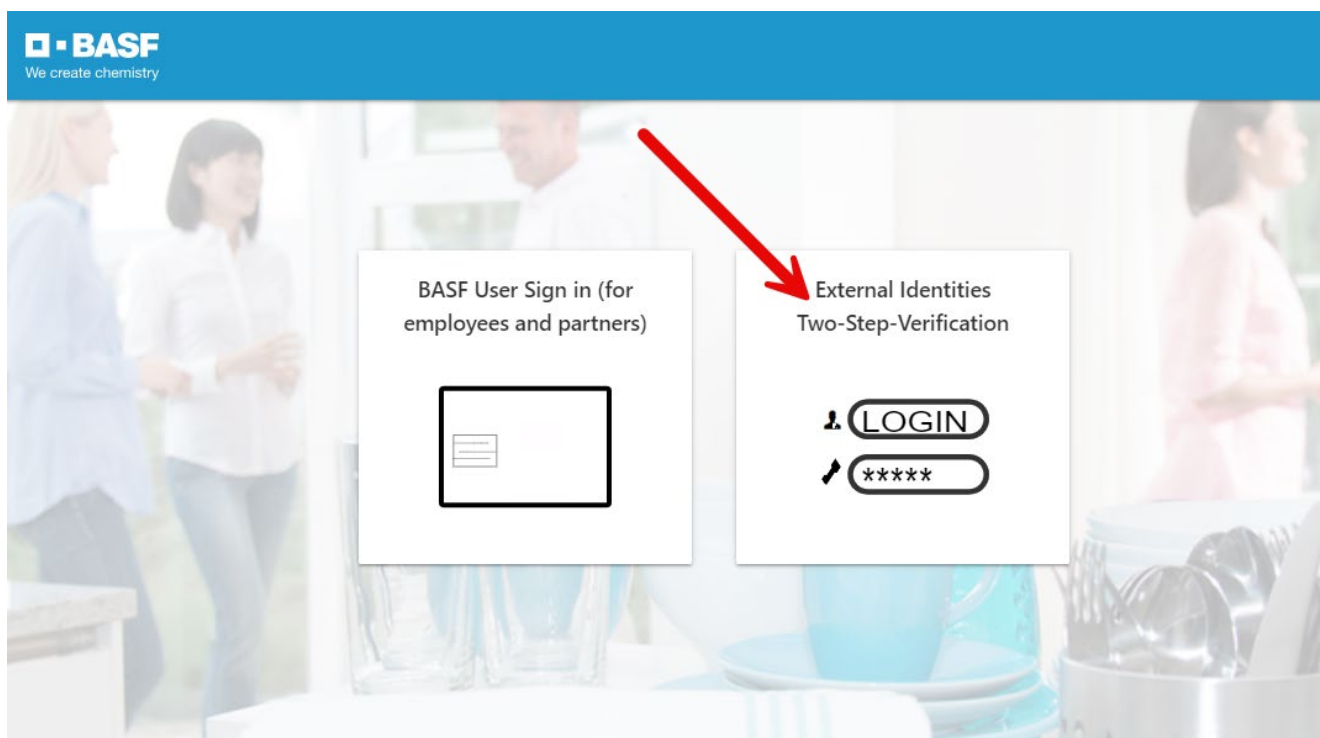 BASF
We create chemistry
BASF User Sign in (for
employees and partners)
External Identities
Two-Step-Verification
LOGIN
*****